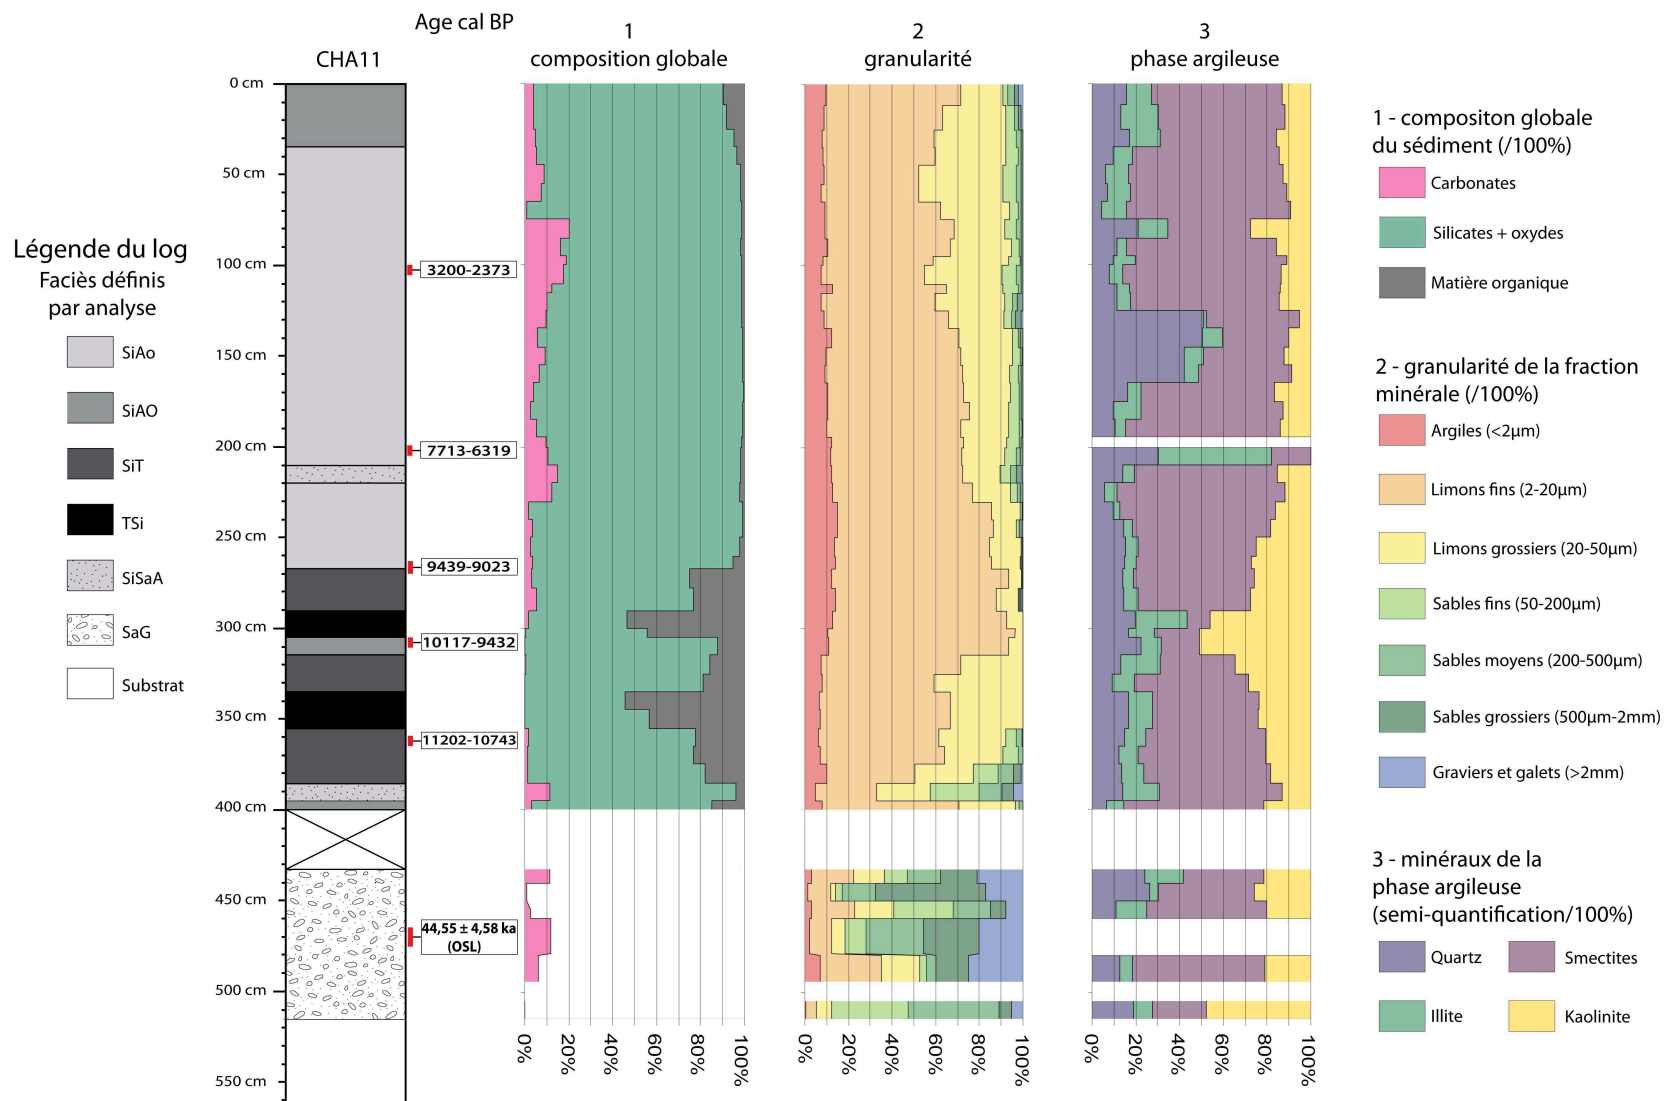 Age cal BP
CHA11
1
composition globale
2
granularité
3
phase argileuse
Légende du log
Faciès définis
par analyse
SiAo
SiAO
SiT
TSi
SiSaA
SaG
Substrat
0 cm
50 cm
100 cm
150 cm
200 cm
250 cm
300 cm
350 cm
400 cm
450 cm
500 cm
550 cm
3200-2373
7713-6319
9439-9023
10117-9432
11202-10743
44,55 ± 4,58 ka
(OSL)
0%
20%
40%
60%
80%
100%
0%
20%
40%
60%
80%
100%
0%
20%
40%
60%
80%
100%
1 - compositon globale
du sédiment (/100%)
Carbonates
Silicates + oxydes
Matière organique
2 - granularité de la fraction
minérale (/100%)
Argiles (<2µm)
Limons fins (2-20µm)
Limons grossiers (20-50µm)
Sables fins (50-200µm)
Sables moyens (200-500µm)
Sables grossiers (500µm-2mm)
Graviers et galets (>2mm)
3 - minéraux de la
phase argileuse
(semi-quantification/100%)
Quartz
Smectites
Illite
Kaolinite